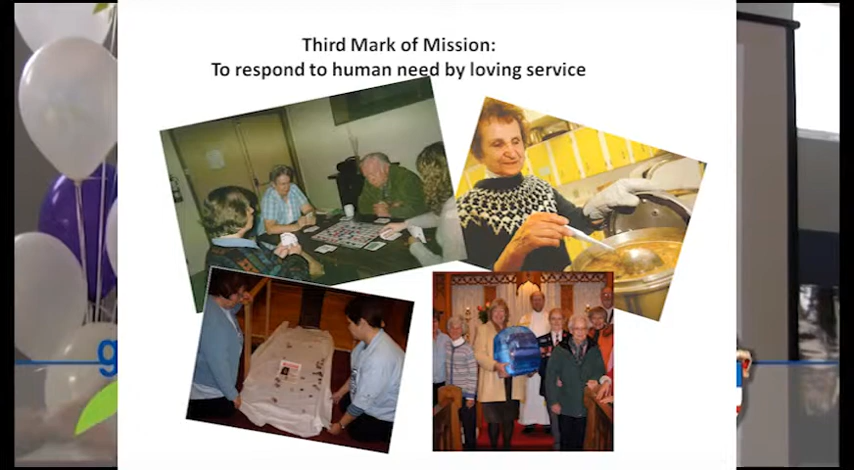 Third Mark of Mission:
To respond to human need by loving service
g